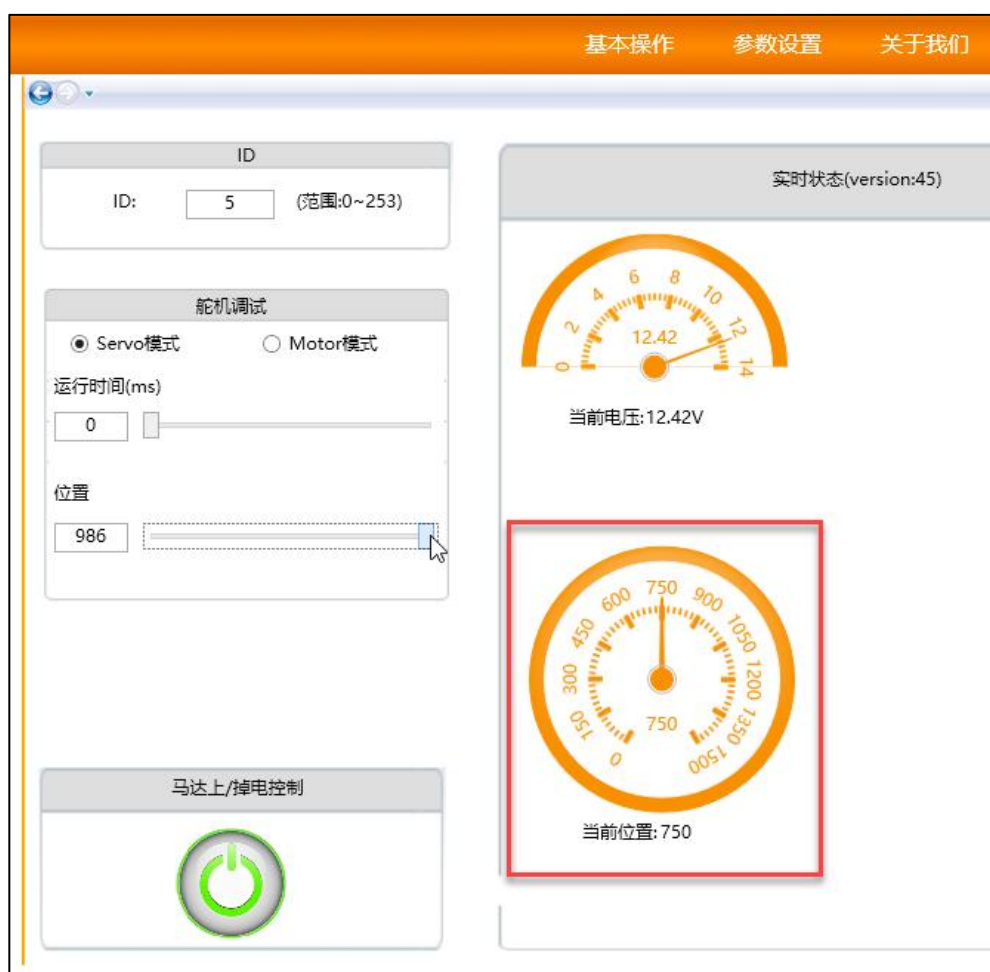 基本操作 参数设置 关于我们
ID
ID: 5 (范围:0~253)
舵机调试
Servo模式 Motor模式
运行时间(ms)
0
位置
986
马达上/掉电控制
实时状态(version:45)
0 2 4 6 8 10 12 14
12.42
当前电压:12.42V
0 150 300 450 600 750 900 1050 1200 1350 1500
750
当前位置:750